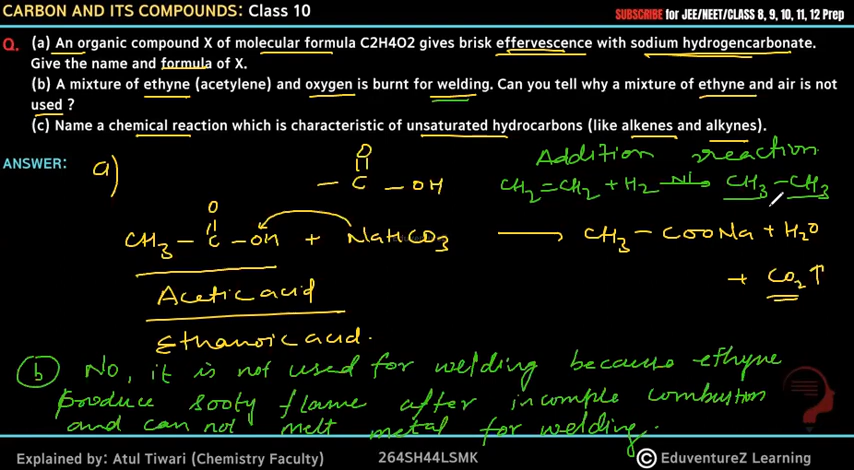 CARBON AND ITS COMPOUNDS: Class 10
SUBSCRIBE for JEE/NEET/CLASS 8, 9, 10, 11, 12 Prep
Q. (a) An organic compound X of molecular formula C2H4O2 gives brisk effervescence with sodium hydrogencarbonate.
Give the name and formula of X.
(b) A mixture of ethyne (acetylene) and oxygen is burnt for welding. Can you tell why a mixture of ethyne and air is not
used ?
(c) Name a chemical reaction which is characteristic of unsaturated hydrocarbons (like alkenes and alkynes).
ANSWER:
a)
O
||
– C – OH
Addition reaction
CH₂=CH₂ + H₂ —Ni→ CH₃–CH₃
O
||
CH₃ – C – OH + NaHCO₃ ⟶ CH₃ – COONa + H₂O
+ CO₂↑
Acetic acid
Ethanoic acid.
(b) No, it is not used for welding because ethyne
produce sooty flame after incomple combustion
and can not melt metal for welding.
Explained by: Atul Tiwari (Chemistry Faculty)
264SH44LSMK
© EduventureZ Learning